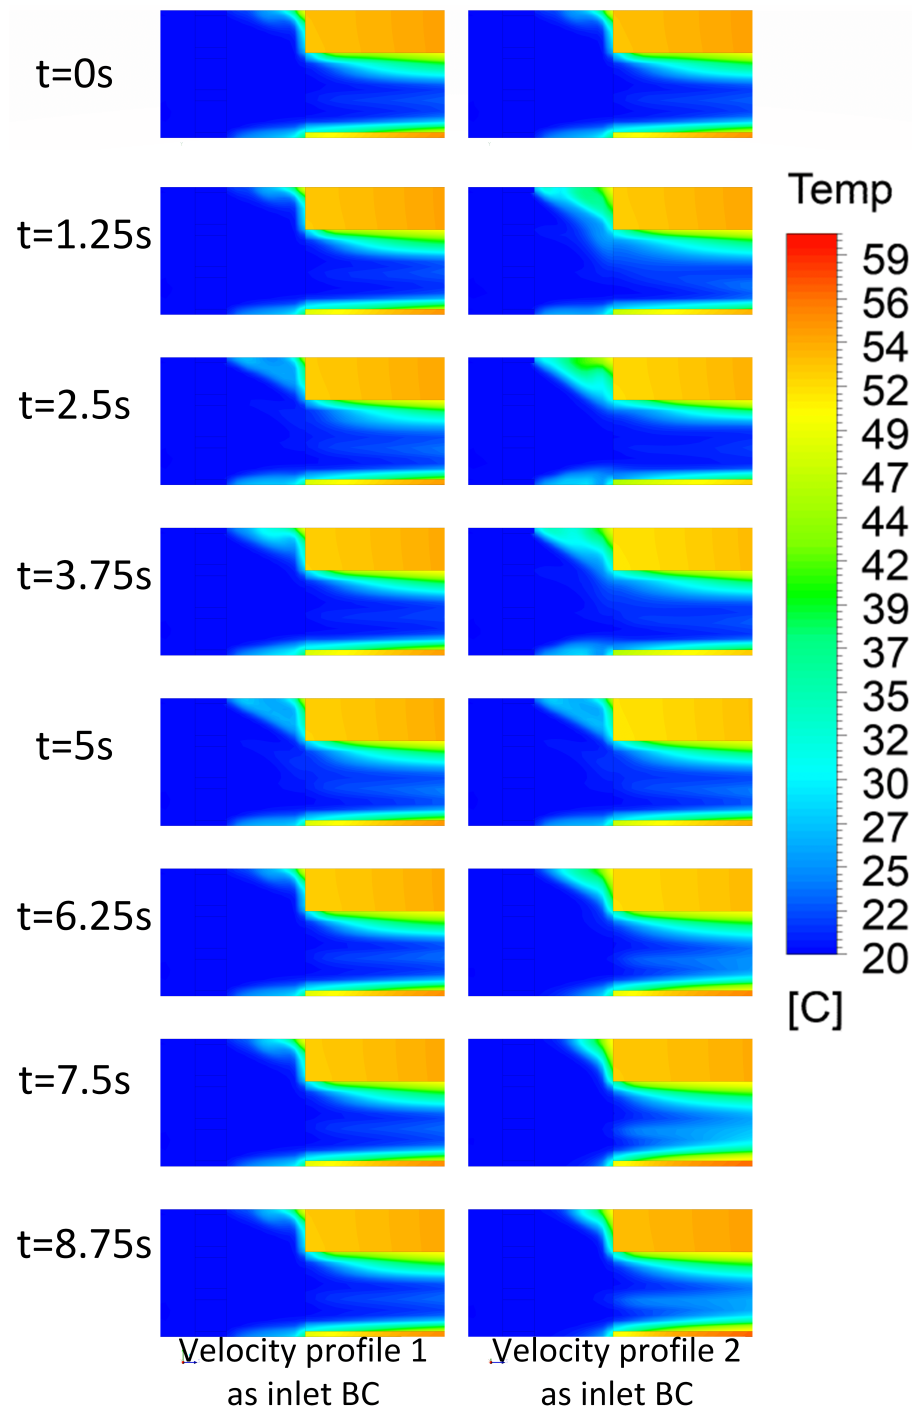 t=0s
t=1.25s
t=2.5s
t=3.75s
t=5s
t=6.25s
t=7.5s
t=8.75s
Temp
59
56
54
52
49
47
44
42
39
37
35
32
30
27
25
22
20
[C]
Velocity profile 1
as inlet BC
Velocity profile 2
as inlet BC